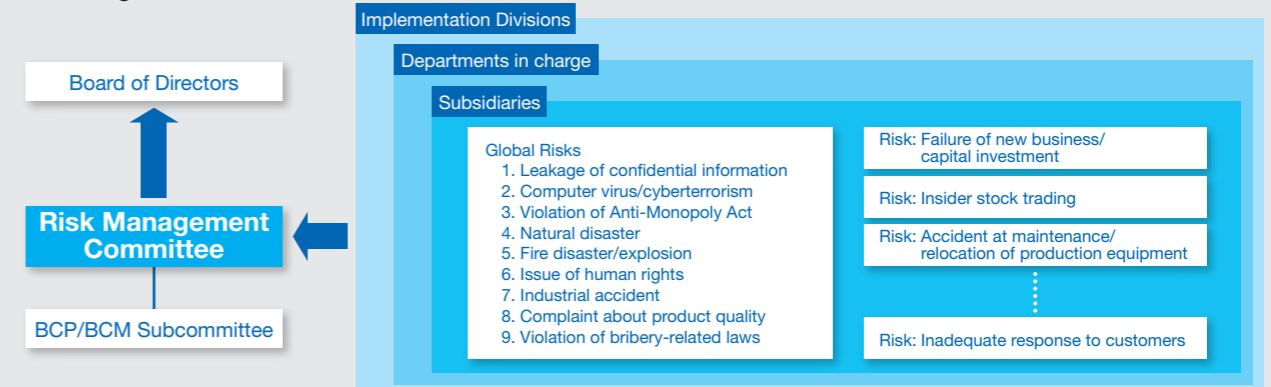 Implementation Divisions
Departments in charge
Board of Directors
Subsidiaries
Global Risks
1. Leakage of confidential information
2. Computer virus/cyberterrorism
3. Violation of Anti-Monopoly Act
4. Natural disaster
5. Fire disaster/explosion
6. Issue of human rights
7. Industrial accident
8. Complaint about product quality
9. Violation of bribery-related laws
Risk: Failure of new business/
capital investment
Risk: Insider stock trading
Risk: Accident at maintenance/
relocation of production equipment
Risk: Inadequate response to customers
Risk Management
Committee
BCP/BCM Subcommittee